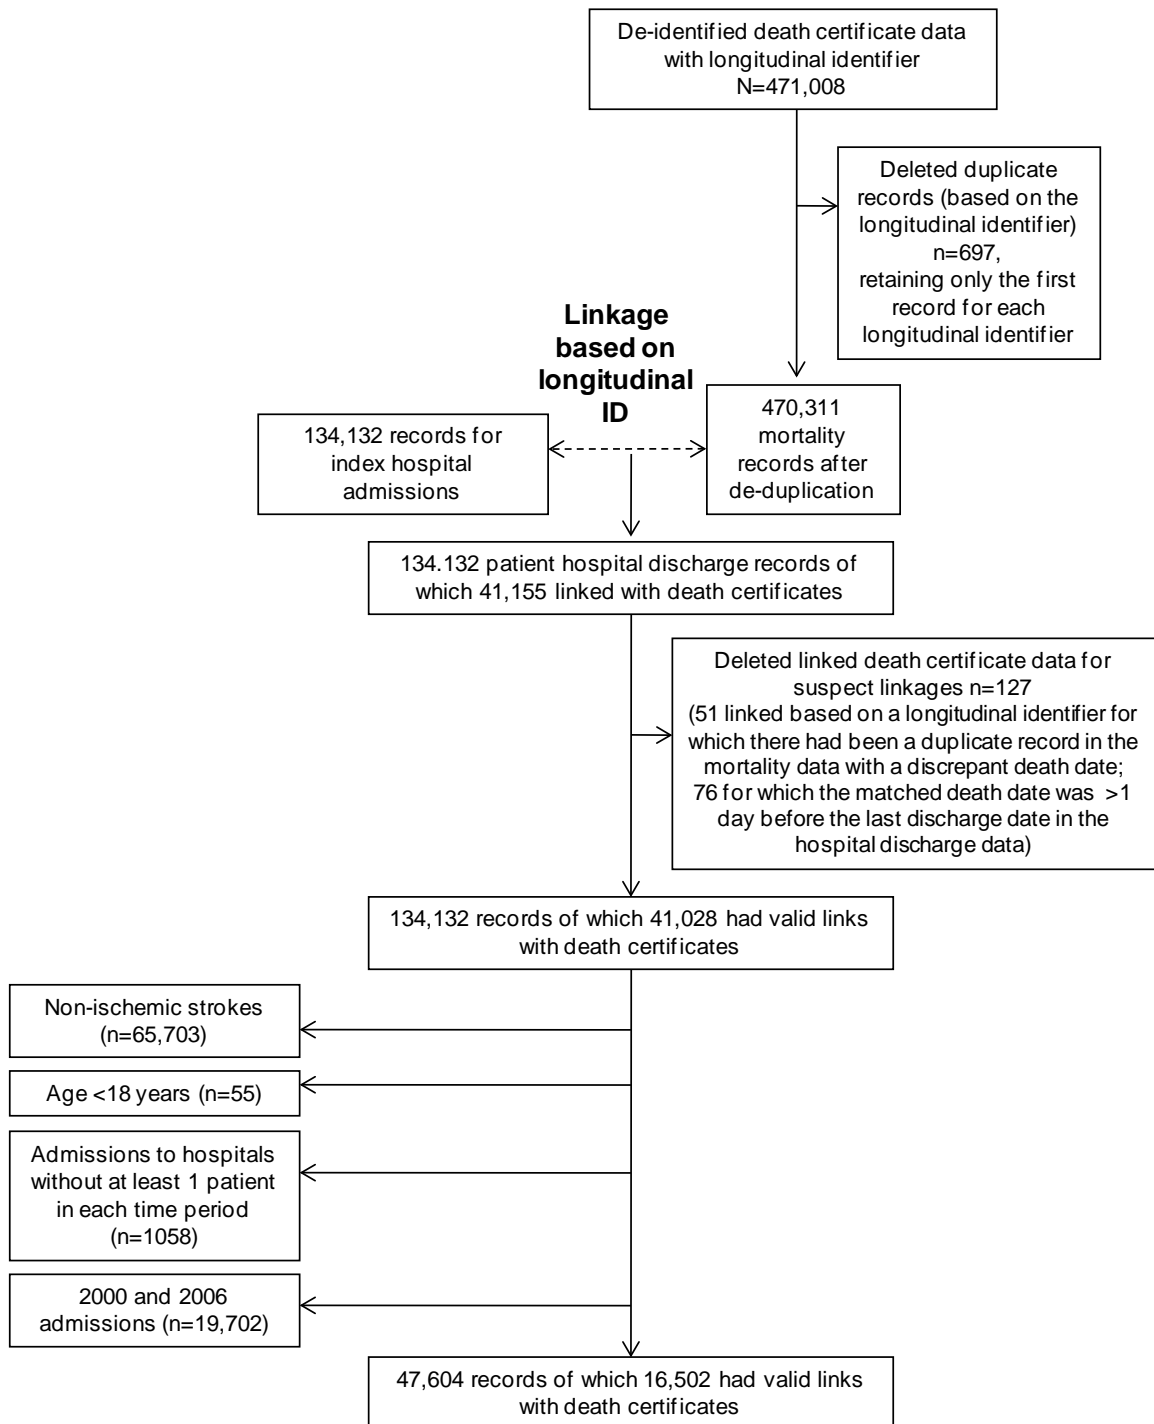 De-identified death certificate data
with longitudinal identifier
N=471,008
Deleted duplicate
records (based on the
longitudinal identifier)
n=697,
retaining only the first
record for each
longitudinal identifier
Linkage
based on
longitudinal
ID
134,132 records for
index hospital
admissions
470,311
mortality
records after
de-duplication
134.132 patient hospital discharge records of
which 41,155 linked with death certificates
Deleted linked death certificate data for
suspect linkages n=127
(51 linked based on a longitudinal identifier for
which there had been a duplicate record in the
mortality data with a discrepant death date;
76 for which the matched death date was >1
day before the last discharge date in the
hospital discharge data)
134,132 records of which 41,028 had valid links
with death certificates
Non-ischemic strokes
(n=65,703)
Age <18 years (n=55)
Admissions to hospitals
without at least 1 patient
in each time period
(n=1058)
2000 and 2006
admissions (n=19,702)
47,604 records of which 16,502 had valid links
with death certificates